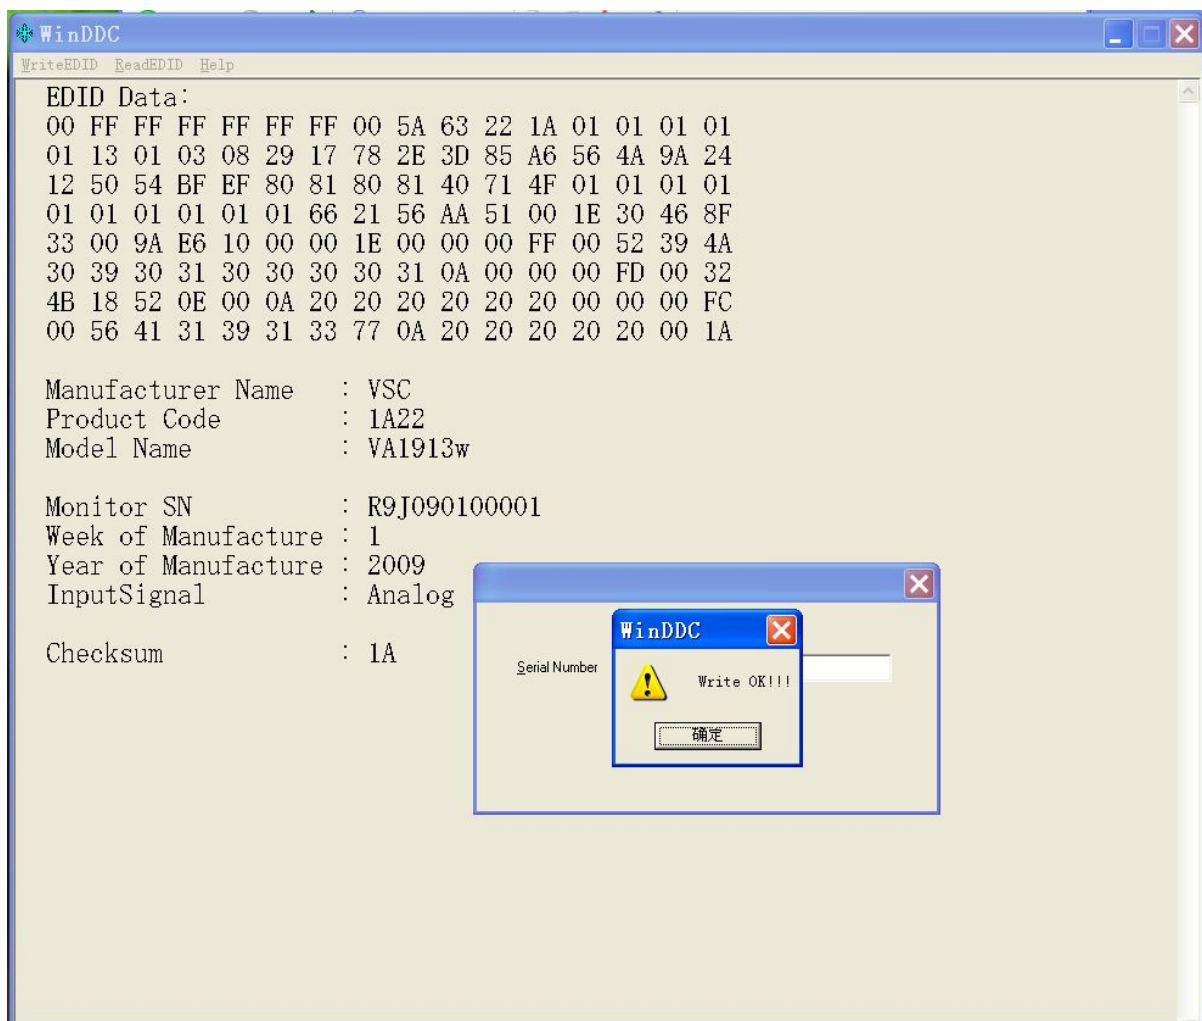 WinDDC
WriteEDID ReadEDID Help
EDID Data:
00 FF FF FF FF FF FF 00 5A 63 22 1A 01 01 01 01
01 13 01 03 08 29 17 78 2E 3D 85 A6 56 4A 9A 24
12 50 54 BF EF 80 81 80 81 40 71 4F 01 01 01 01
01 01 01 01 01 01 66 21 56 AA 51 00 1E 30 46 8F
33 00 9A E6 10 00 00 1E 00 00 00 FF 00 52 39 4A
30 39 30 31 30 30 30 30 31 0A 00 00 00 FD 00 32
4B 18 52 0E 00 0A 20 20 20 20 20 20 00 00 00 FC
00 56 41 31 39 31 33 77 0A 20 20 20 20 20 00 1A
Manufacturer Name : VSC
Product Code : 1A22
Model Name : VA1913w
Monitor SN : R9J090100001
Week of Manufacture : 1
Year of Manufacture : 2009
InputSignal : Analog
Checksum : 1A
Serial Number
WinDDC
Write OK!!!
确定